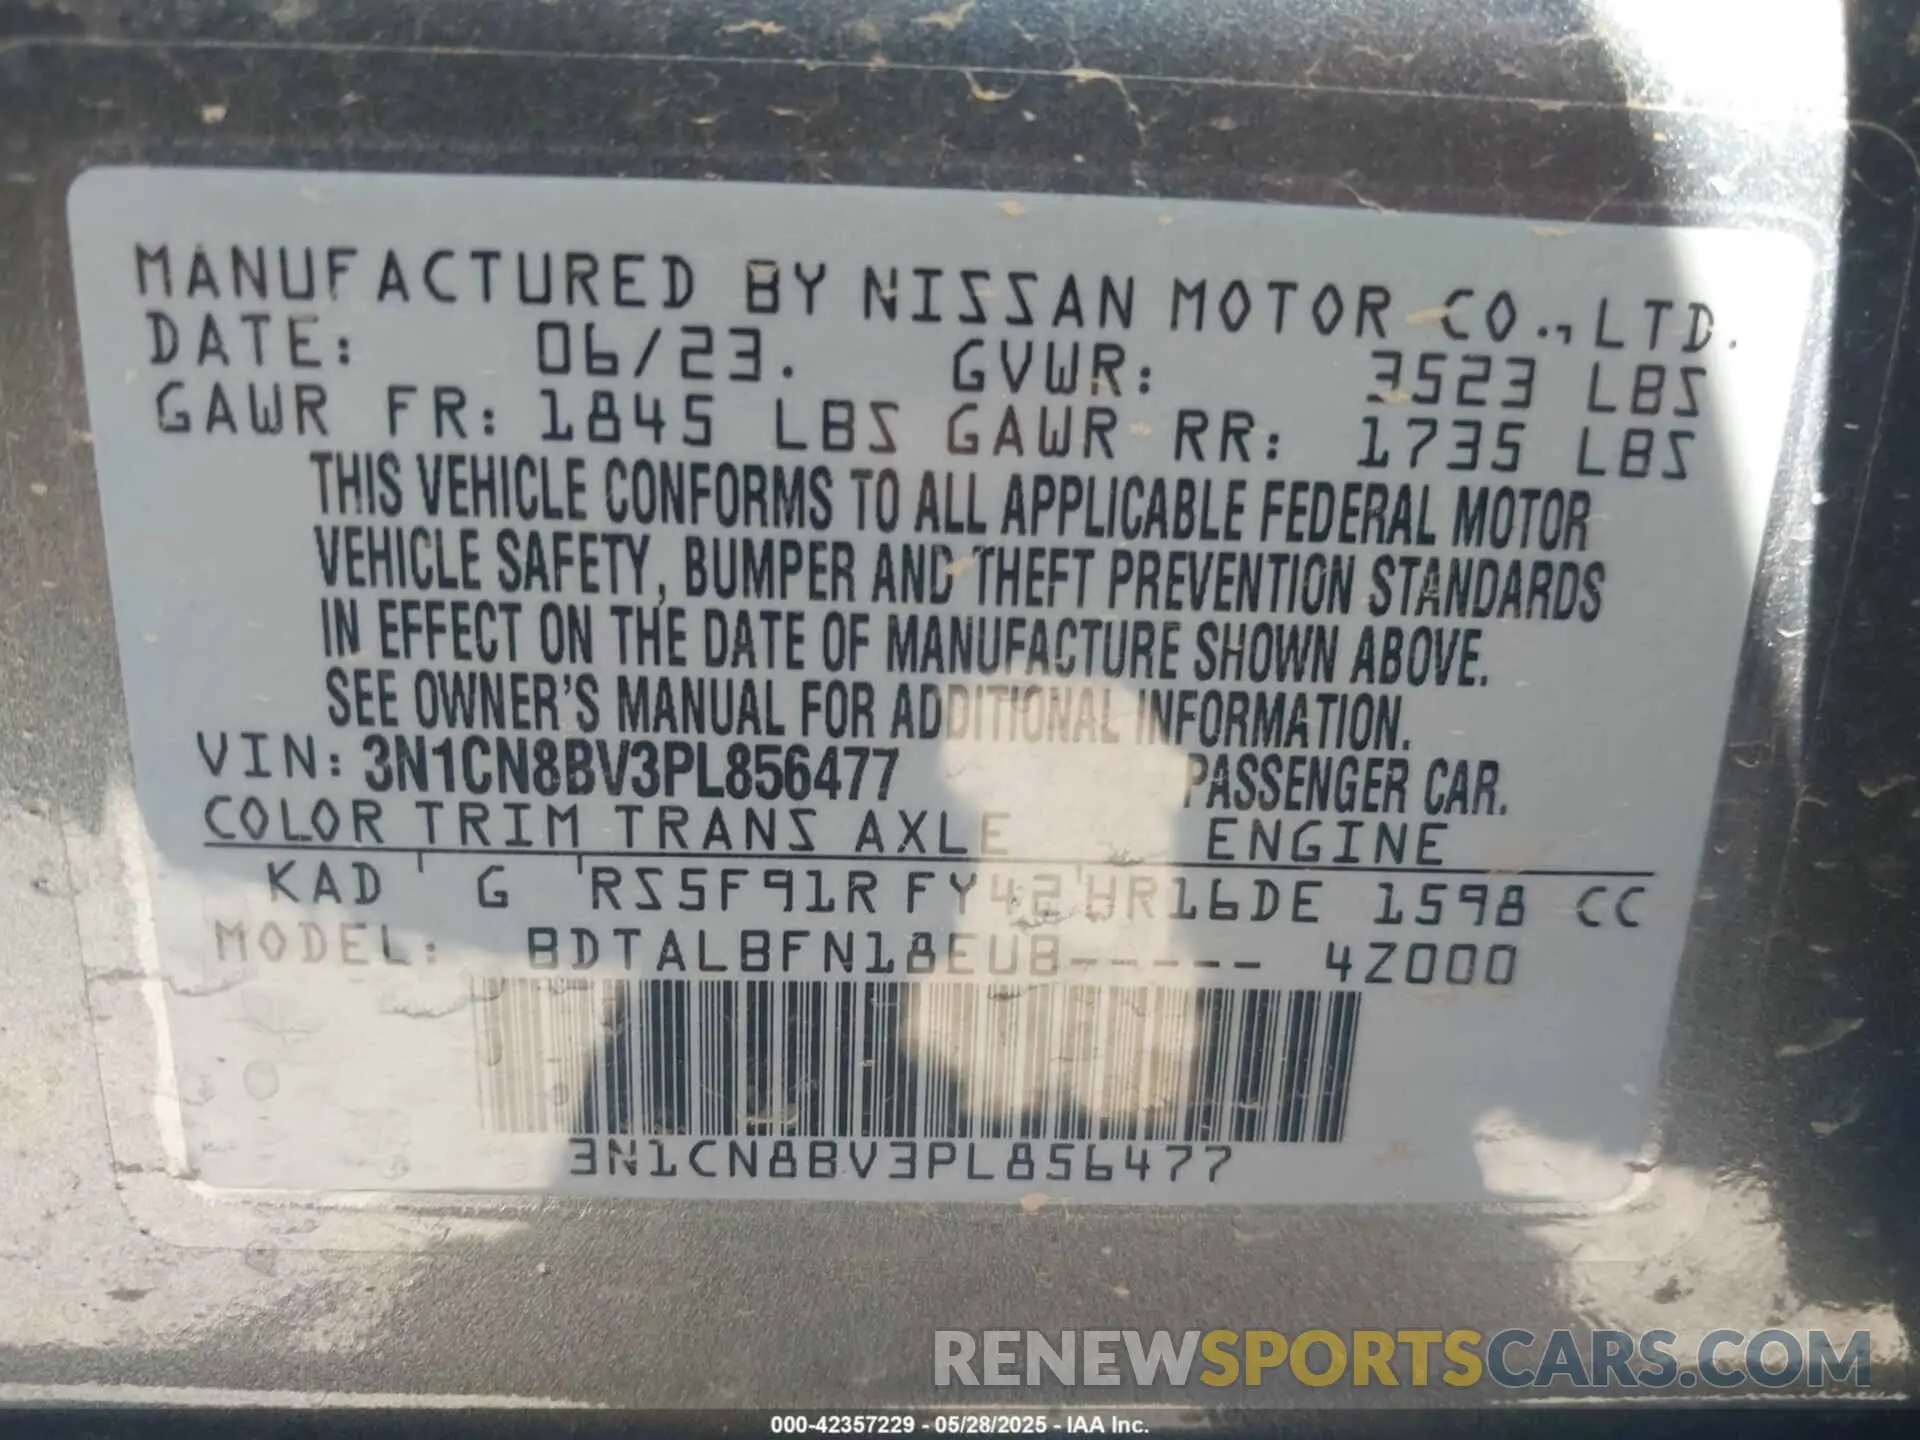 MANUFACTURED BY NISSAN MOTOR CO.,LTD.
DATE: 06/23. GVWR: 3523 LBS
GAWR FR: 1845 LBS GAWR RR: 1735 LBS
THIS VEHICLE CONFORMS TO ALL APPLICABLE FEDERAL MOTOR
VEHICLE SAFETY, BUMPER AND THEFT PREVENTION STANDARDS
IN EFFECT ON THE DATE OF MANUFACTURE SHOWN ABOVE.
SEE OWNER'S MANUAL FOR ADDITIONAL INFORMATION.
VIN: 3N1CN8BV3PL856477 PASSENGER CAR.
COLOR TRIM TRANS AXLE ENGINE
KAD G RS5F91R FY42 HR16DE 1598 CC
MODEL: BDTALBFN18EUB----- 4Z000
3N1CN8BV3PL856477
RENEWSPORTSCARS.COM
000-42357229 - 05/28/2025 - IAA Inc.